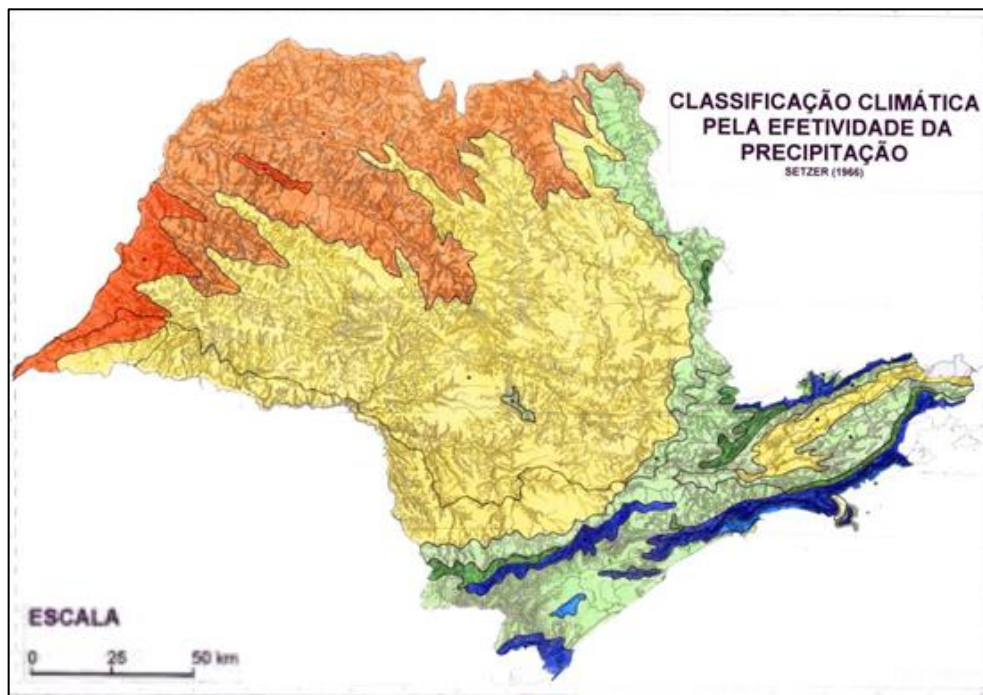 CLASSIFICAÇÃO CLIMÁTICA
PELA EFETIVIDADE DA
PRECIPITAÇÃO
SETZER (1966)
ESCALA
0 25 50 km